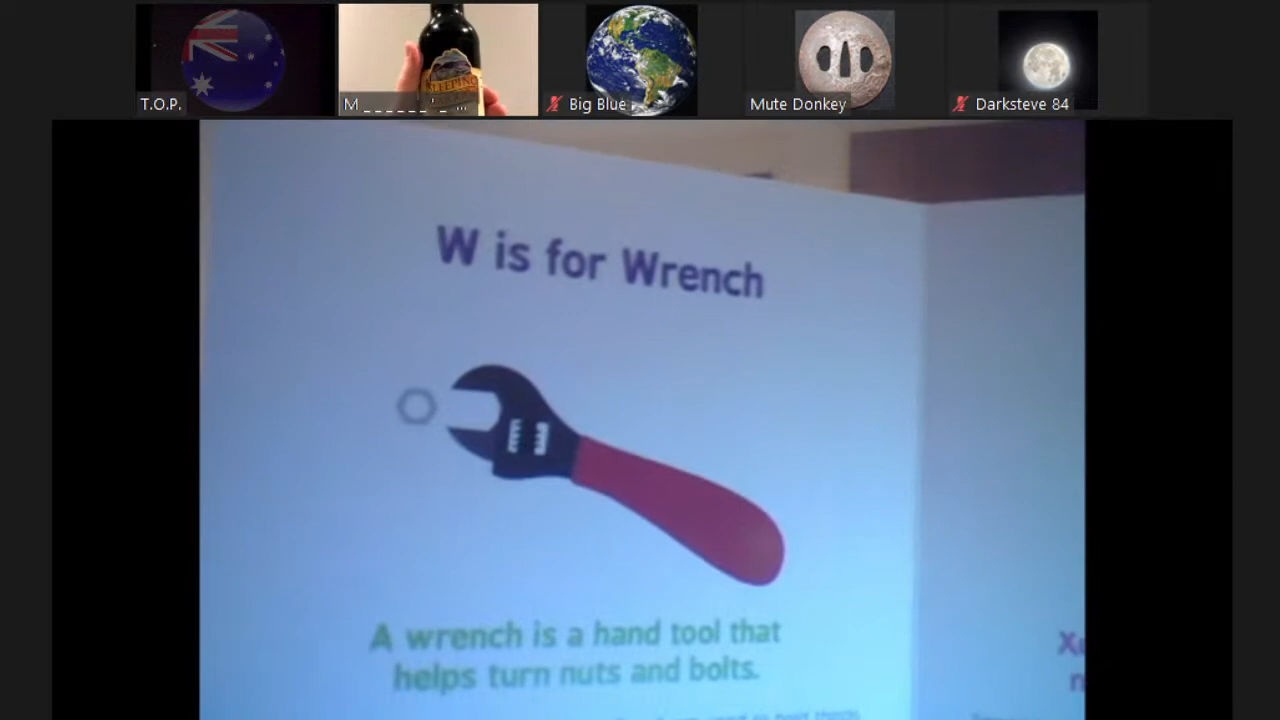 T.O.P.
M _ _ _ _ _ _ ' _ ...
Big Blue
Mute Donkey
Darksteve 84
SLEEPING
W is for Wrench
A wrench is a hand tool that
helps turn nuts and bolts.